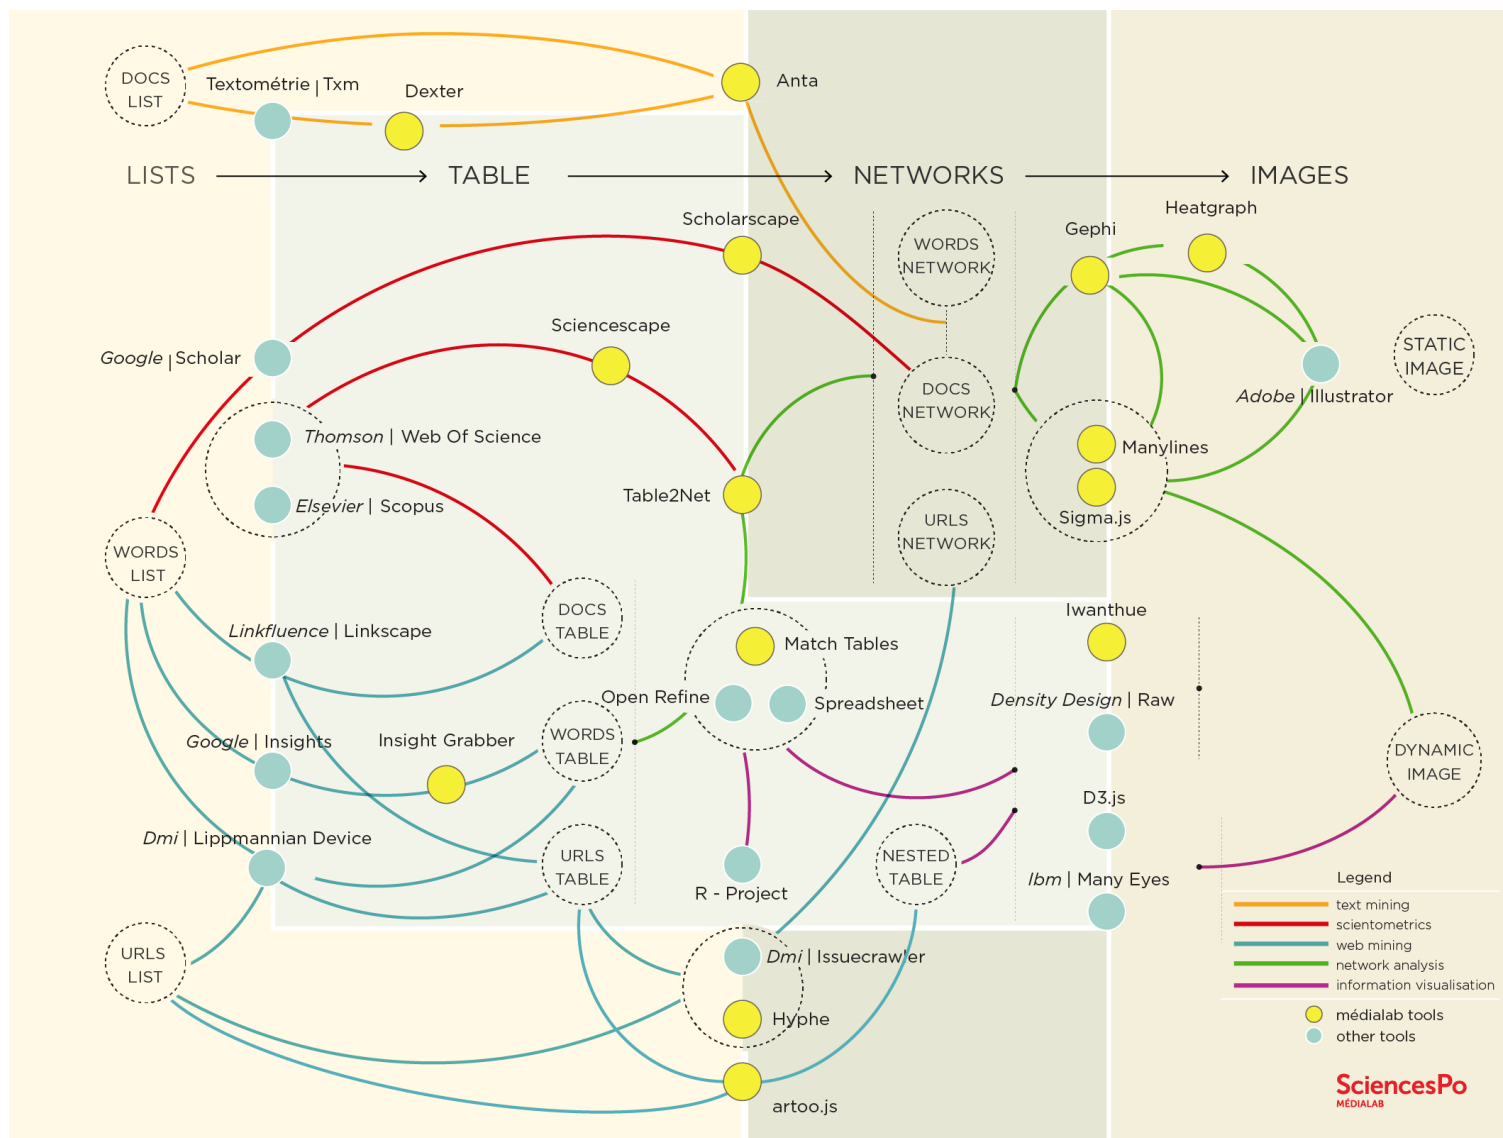 DOCS
LIST
Textométrie | Txm
Dexter
Anta
LISTS
TABLE
NETWORKS
IMAGES
Heatgraph
Gephi
Scholarscape
WORDS
NETWORK
Sciencescape
Google | Scholar
STATIC
IMAGE
DOCS
NETWORK
Adobe | Illustrator
Thomson | Web Of Science
Manylines
Elsevier | Scopus
Table2Net
Sigma.js
URLS
NETWORK
WORDS
LIST
DOCS
TABLE
Iwanthue
Linkfluence | Linkscape
Match Tables
Open Refine
Spreadsheet
Density Design | Raw
Google | Insights
Insight Grabber
WORDS
TABLE
DYNAMIC
IMAGE
D3.js
Dmi | Lippmannian Device
URLS
TABLE
R - Project
NESTED
TABLE
Ibm | Many Eyes
Legend
text mining
scientometrics
web mining
network analysis
information visualisation
médialab tools
other tools
URLS
LIST
Dmi | Issuecrawler
Hyphe
artoo.js
SciencesPo
MÉDIALAB